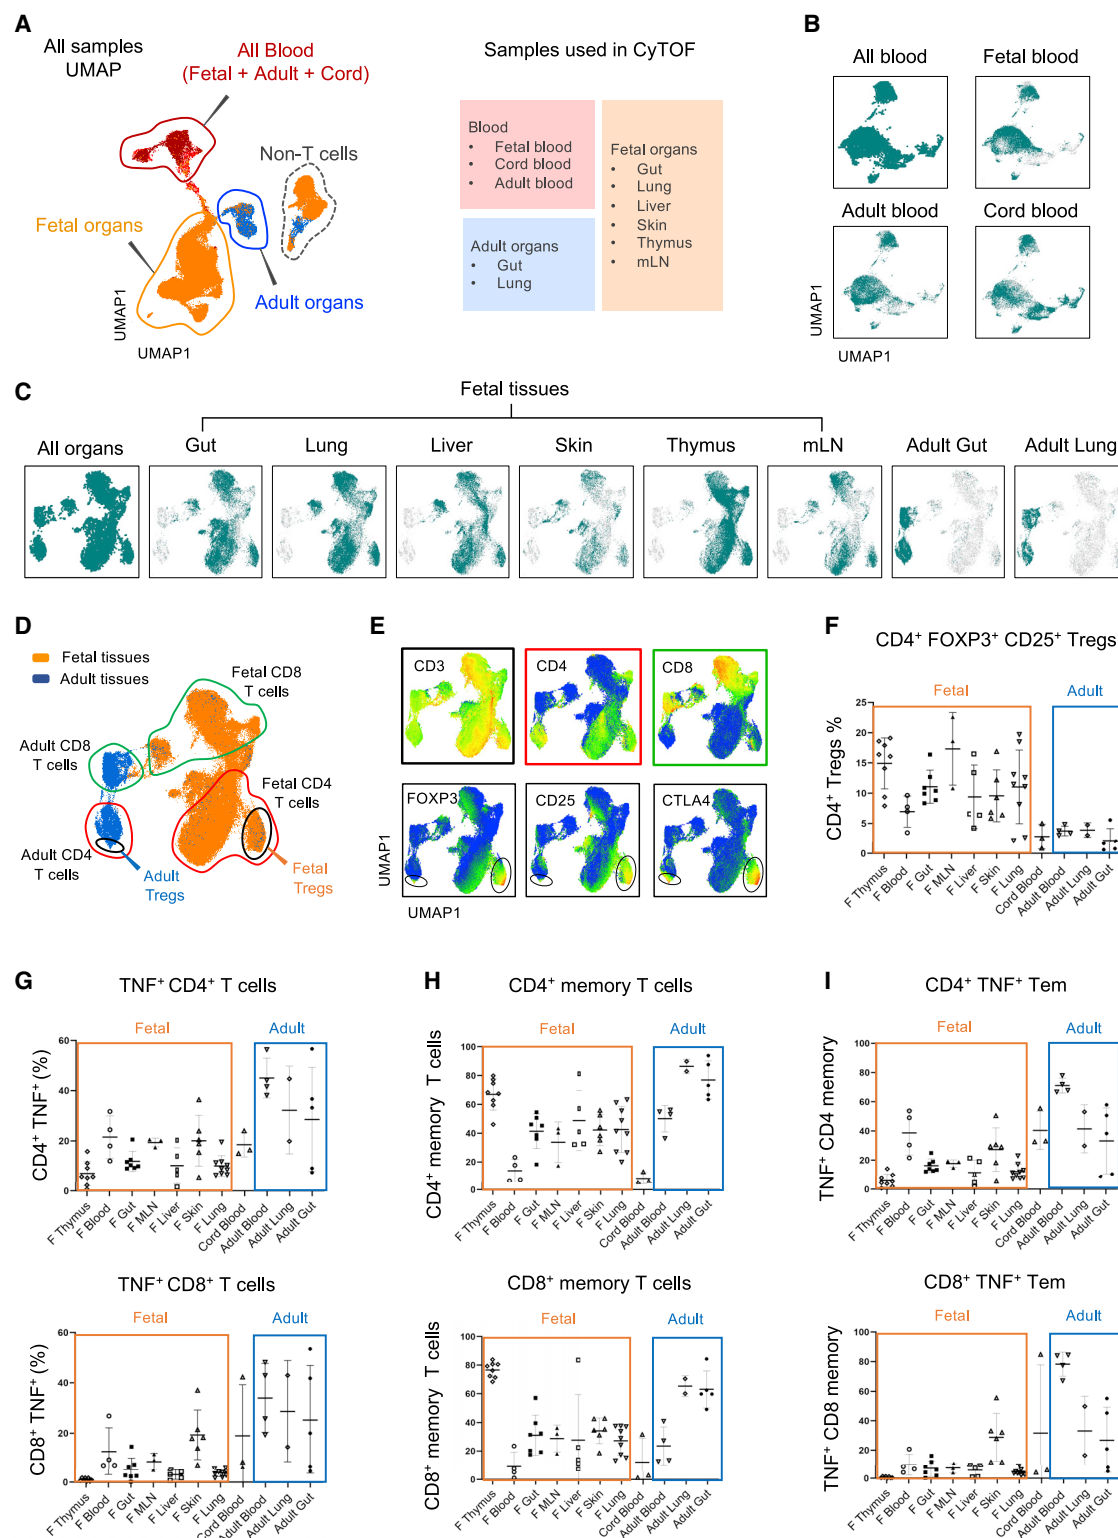 A
All samples
UMAP
All Blood
(Fetal + Adult + Cord)
Non-T cells
Fetal organs
Adult organs
UMAP1
UMAP1
Samples used in CyTOF
Blood
• Fetal blood
• Cord blood
• Adult blood
Adult organs
• Gut
• Lung
Fetal organs
• Gut
• Lung
• Liver
• Skin
• Thymus
• mLN
B
All blood
Fetal blood
Adult blood
Cord blood
UMAP1
UMAP1
C
Fetal tissues
All organs
Gut
Lung
Liver
Skin
Thymus
mLN
Adult Gut
Adult Lung
D
Fetal tissues
Adult tissues
Fetal CD8
T cells
Adult CD8
T cells
Fetal CD4
T cells
Adult CD4
T cells
Adult
Tregs
Fetal
Tregs
E
CD3
CD4
CD8
FOXP3
CD25
CTLA4
UMAP1
UMAP1
F
CD4⁺ FOXP3⁺ CD25⁺ Tregs
Fetal
Adult
CD4⁺ Tregs %
25
20
15
10
5
0
F Thymus
F Blood
F Gut
F MLN
F Liver
F Skin
F Lung
Cord Blood
Adult Blood
Adult Lung
Adult Gut
G
TNF⁺ CD4⁺ T cells
Fetal
Adult
CD4⁺ TNF⁺ (%)
60
40
20
0
F Thymus
F Blood
F Gut
F MLN
F Liver
F Skin
F Lung
Cord Blood
Adult Blood
Adult Lung
Adult Gut
TNF⁺ CD8⁺ T cells
Fetal
Adult
CD8⁺ TNF⁺ (%)
60
40
20
0
F Thymus
F Blood
F Gut
F MLN
F Liver
F Skin
F Lung
Cord Blood
Adult Blood
Adult Lung
Adult Gut
H
CD4⁺ memory T cells
Fetal
Adult
CD4⁺ memory T cells
100
80
60
40
20
0
F Thymus
F Blood
F Gut
F MLN
F Liver
F Skin
F Lung
Cord Blood
Adult Blood
Adult Lung
Adult Gut
CD8⁺ memory T cells
Fetal
Adult
CD8⁺ memory T cells
100
80
60
40
20
0
F Thymus
F Blood
F Gut
F MLN
F Liver
F Skin
F Lung
Cord Blood
Adult Blood
Adult Lung
Adult Gut
I
CD4⁺ TNF⁺ Tem
Fetal
Adult
TNF⁺ CD4 memory
100
80
60
40
20
0
F Thymus
F Blood
F Gut
F MLN
F Liver
F Skin
F Lung
Cord Blood
Adult Blood
Adult Lung
Adult Gut
CD8⁺ TNF⁺ Tem
Fetal
Adult
TNF⁺ CD8 memory
100
80
60
40
20
0
F Thymus
F Blood
F Gut
F MLN
F Liver
F Skin
F Lung
Cord Blood
Adult Blood
Adult Lung
Adult Gut